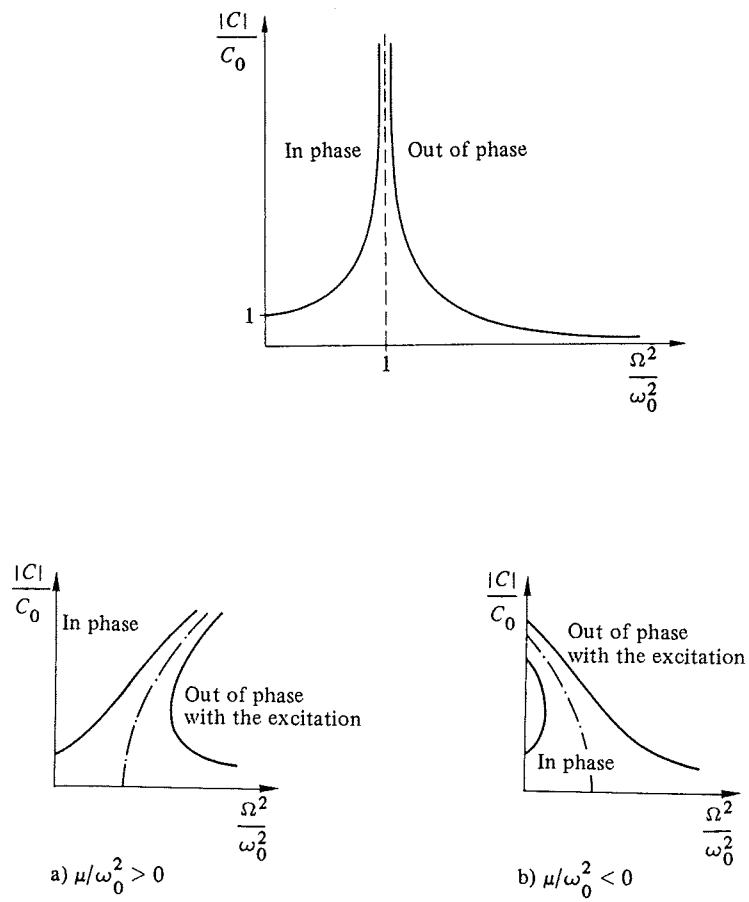 |C|
C₀
In phase
Out of phase
1
1
Ω²
ω₀²
|C|
C₀
In phase
Out of phase
with the excitation
Ω²
ω₀²
a) μ/ω₀² > 0
|C|
C₀
Out of phase
with the excitation
In phase
Ω²
ω₀²
b) μ/ω₀² < 0